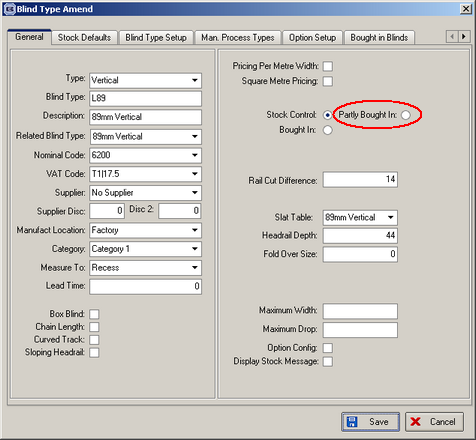 Blind Type Amend
General Stock Defaults Blind Type Setup Man. Process Types Option Setup Bought in Blinds
Type: Vertical
Blind Type: L89
Description: 89mm Vertical
Related Blind Type: 89mm Vertical
Nominal Code: 6200
VAT Code: T1|17.5
Supplier: No Supplier
Supplier Disc: 0 Disc 2: 0
Manufact Location: Factory
Category: Category 1
Measure To: Recess
Lead Time: 0
Box Blind:
Chain Length:
Curved Track:
Sloping Headrail:
Pricing Per Metre Width:
Square Metre Pricing:
Stock Control: Partly Bought In:
Bought In:
Rail Cut Difference: 14
Slat Table: 89mm Vertical
Headrail Depth: 44
Fold Over Size: 0
Maximum Width:
Maximum Drop:
Option Config:
Display Stock Message:
Save Cancel